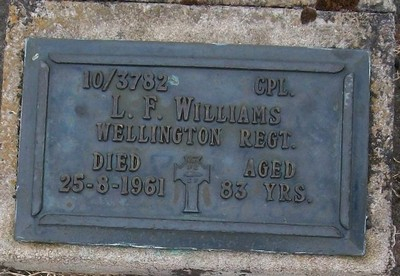 10/3782 CPL.
L. F. WILLIAMS
WELLINGTON REGT.
DIED AGED
25-8-1961 83 YRS.